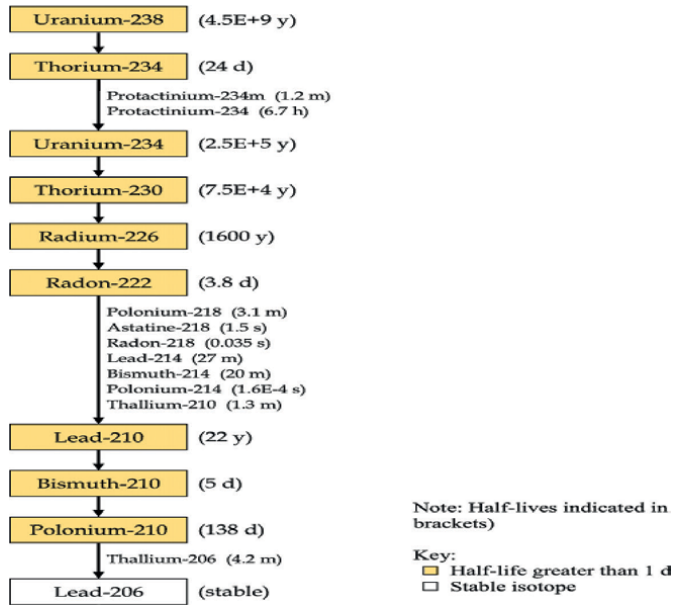 Uranium-238 (4.5E+9 y)
Thorium-234 (24 d)
Protactinium-234m (1.2 m)
Protactinium-234 (6.7 h)
Uranium-234 (2.5E+5 y)
Thorium-230 (7.5E+4 y)
Radium-226 (1600 y)
Radon-222 (3.8 d)
Polonium-218 (3.1 m)
Astatine-218 (1.5 s)
Radon-218 (0.035 s)
Lead-214 (27 m)
Bismuth-214 (20 m)
Polonium-214 (1.6E-4 s)
Thallium-210 (1.3 m)
Lead-210 (22 y)
Bismuth-210 (5 d)
Polonium-210 (138 d)
Thallium-206 (4.2 m)
Lead-206 (stable)
Note: Half-lives indicated in
brackets)
Key:
Half-life greater than 1 d
Stable isotope